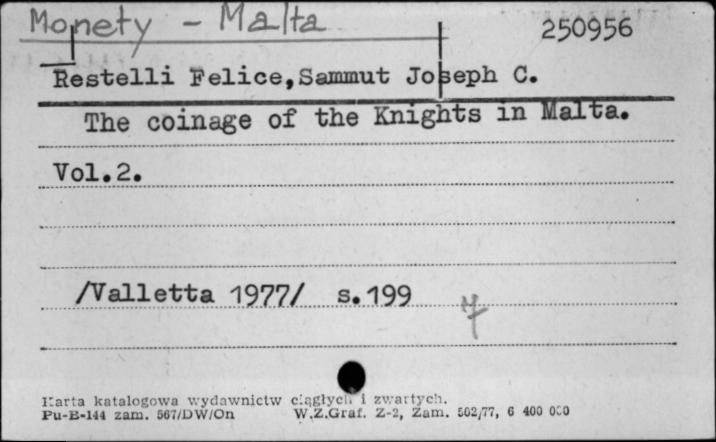 Monety - Malta
250956
Restelli Felice,Sammut Joseph C.
The coinage of the Knights in Malta.
Vol.2.
/Valletta 1977/ s.199
Karta katalogowa wydawnictw ciągłych i zwartych.
Pu-B-144 zam. 567/DW/On W.Z.Graf. Z-2, Zam. 502/77, 6 400 000